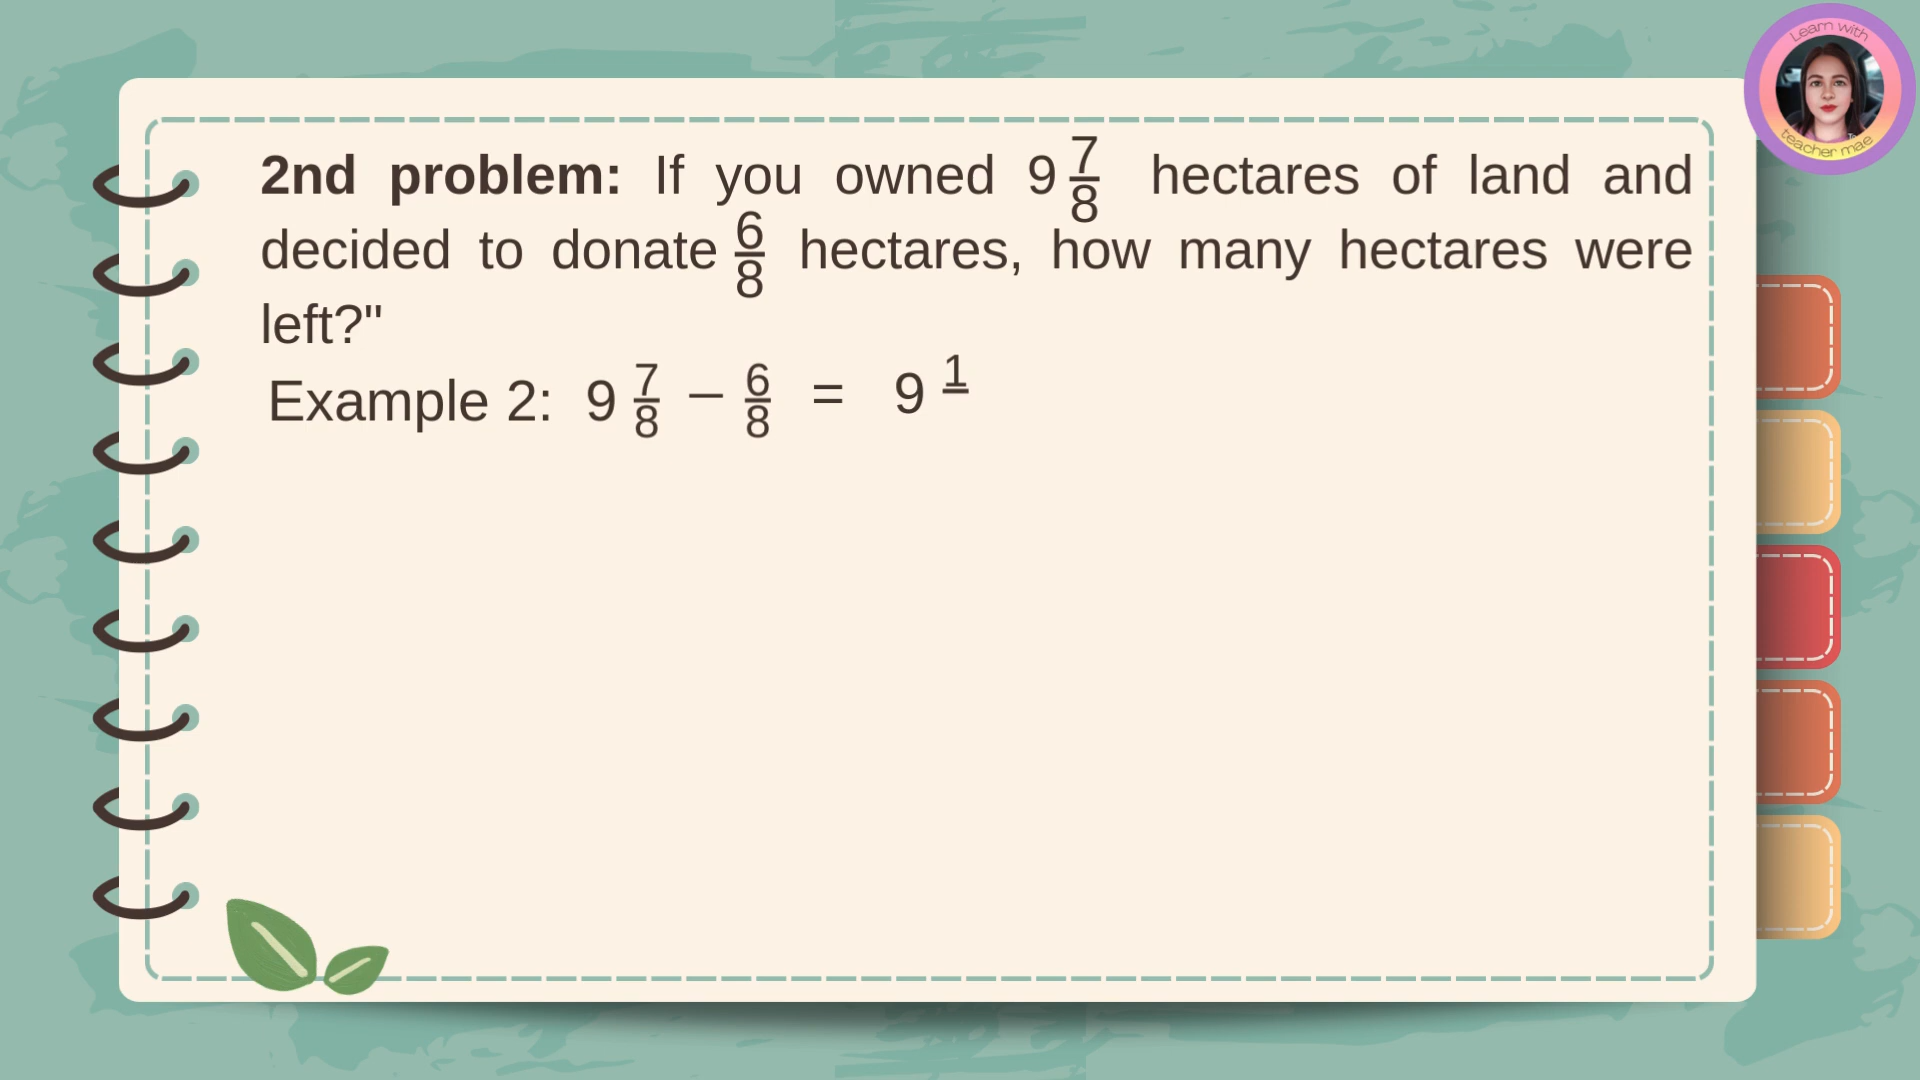 2nd problem: If you owned 9 7/8 hectares of land and
decided to donate 6/8 hectares, how many hectares were
left?"
Example 2: 9 7/8 – 6/8 = 9 1/
Learn with
teacher mae